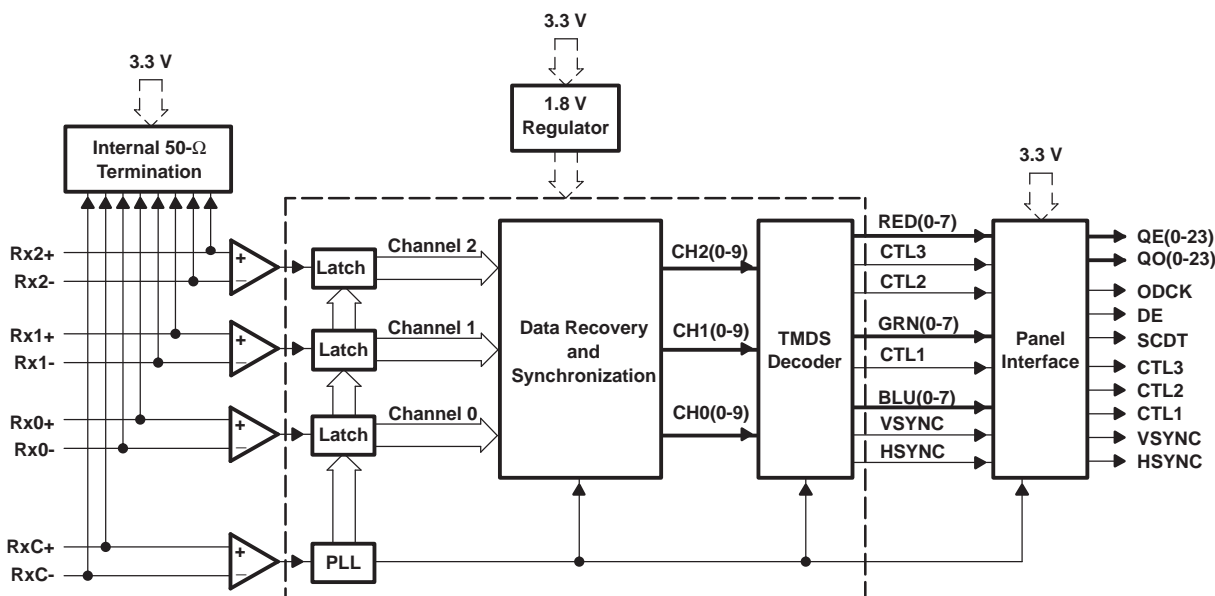 3.3 V
3.3 V
1.8 V
Regulator
Internal 50-Ω
Termination
3.3 V
Rx2+
Rx2-
Rx1+
Rx1-
Rx0+
Rx0-
RxC+
RxC-
+
−
+
−
+
−
+
−
Latch
Latch
Latch
PLL
Channel 2
Channel 1
Channel 0
Data Recovery
and
Synchronization
CH2(0-9)
CH1(0-9)
CH0(0-9)
TMDS
Decoder
RED(0-7)
CTL3
CTL2
GRN(0-7)
CTL1
BLU(0-7)
VSYNC
HSYNC
Panel
Interface
QE(0-23)
QO(0-23)
ODCK
DE
SCDT
CTL3
CTL2
CTL1
VSYNC
HSYNC